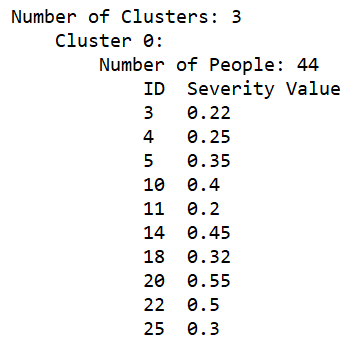 Number of Clusters: 3
Cluster 0:
Number of People: 44
ID Severity Value
3 0.22
4 0.25
5 0.35
10 0.4
11 0.2
14 0.45
18 0.32
20 0.55
22 0.5
25 0.3